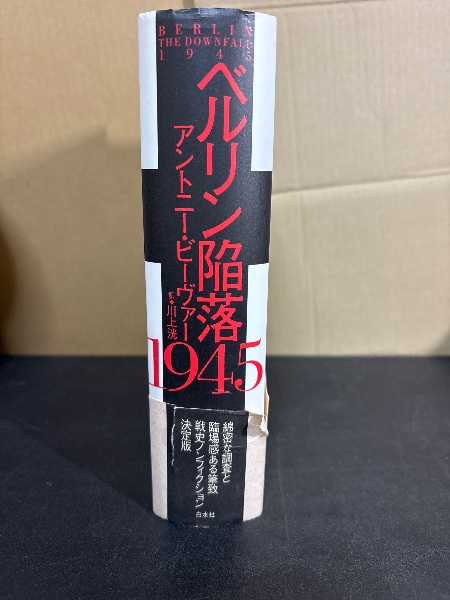 BERLIN
THE DOWNFALL
1945
ベルリン陥落
アントニー・ビーヴァー
訳・川上洸
1945
綿密な調査と
臨場感ある筆致
戦史ノンフィクション
決定版
白水社